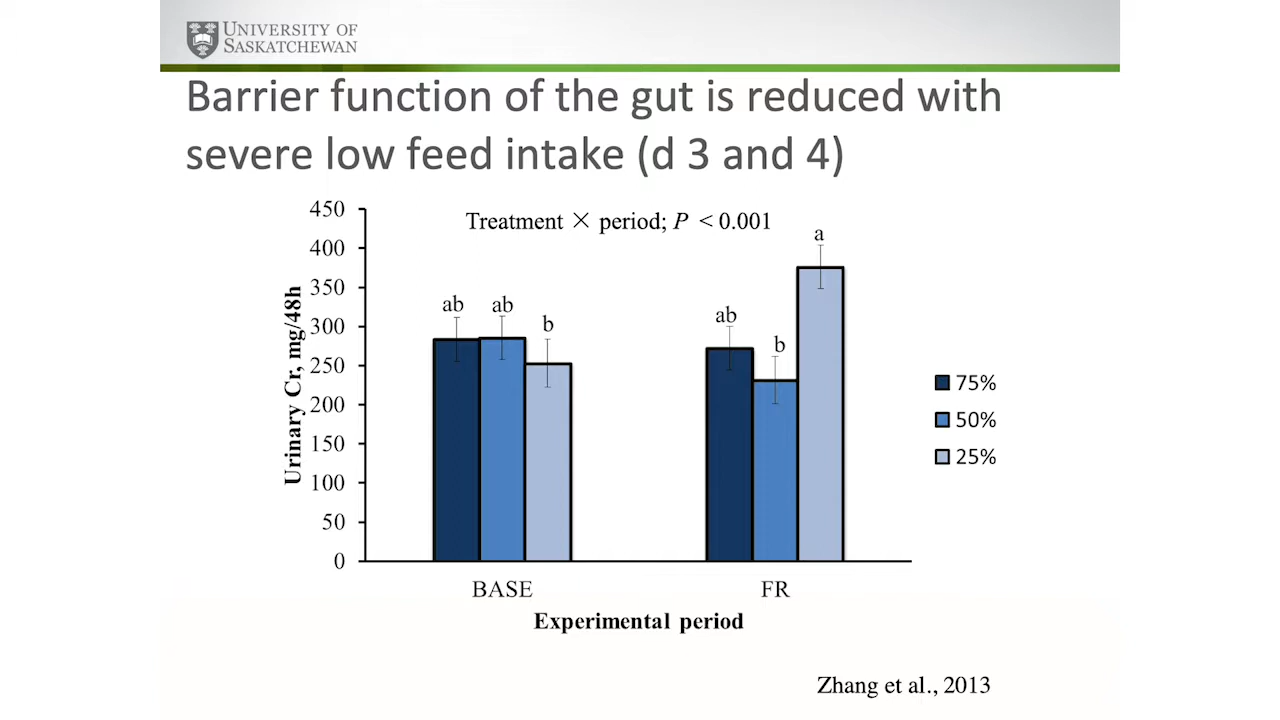 UNIVERSITY OF
SASKATCHEWAN
Barrier function of the gut is reduced with
severe low feed intake (d 3 and 4)
Treatment × period; P < 0.001
Urinary Cr, mg/48h
450
400
350
300
250
200
150
100
50
0
ab
ab
b
ab
b
a
75%
50%
25%
BASE
FR
Experimental period
Zhang et al., 2013